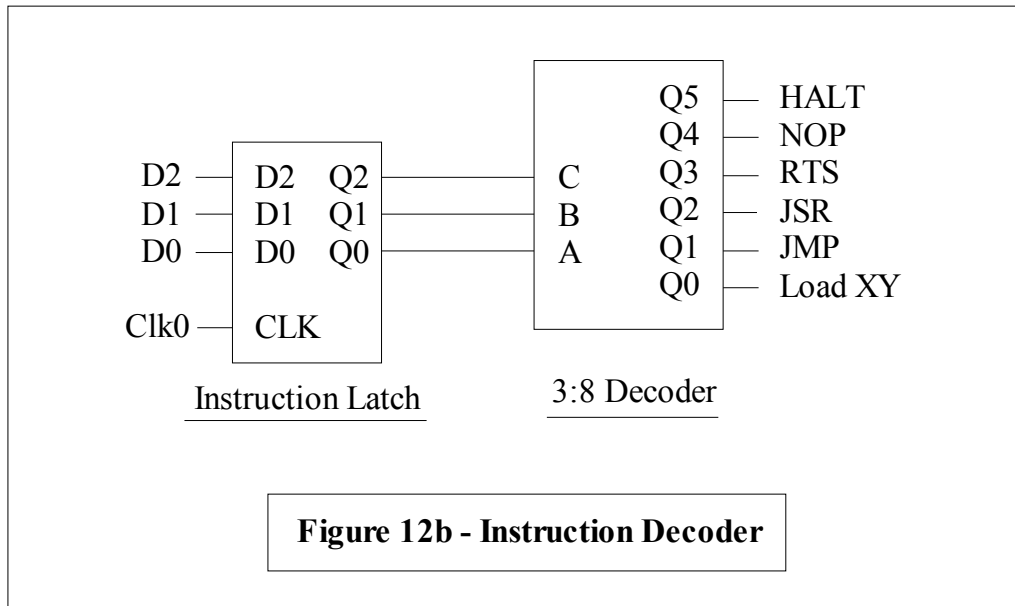 Q5 HALT
Q4 NOP
D2 D2 Q2 C Q3 RTS
D1 D1 Q1 B Q2 JSR
D0 D0 Q0 A Q1 JMP
Q0 Load XY
Clk0 CLK
Instruction Latch
3:8 Decoder
Figure 12b - Instruction Decoder